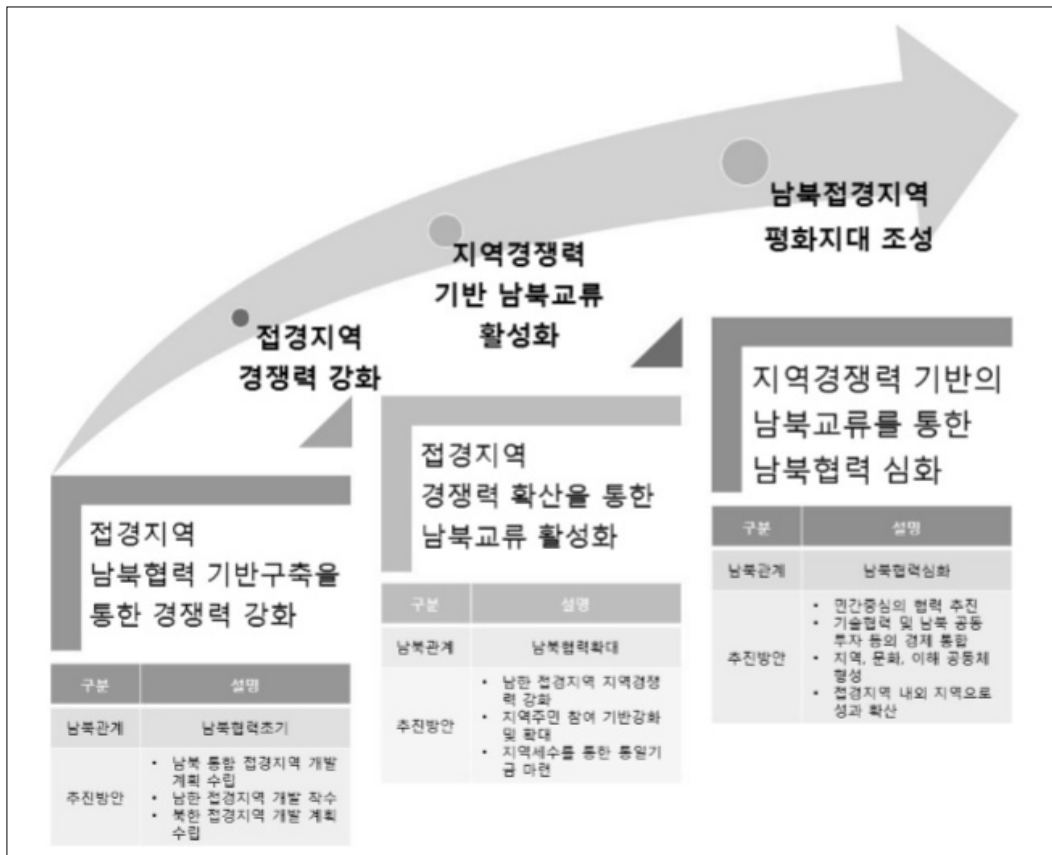 남북접경지역
평화지대 조성
지역경쟁력
기반 남북교류
활성화
접경지역
경쟁력 강화
접경지역
남북협력 기반구축을
통한 경쟁력 강화
구분 설명
남북관계 남북협력초기
추진방안
• 남북 통합 접경지역 개발
계획 수립
• 남한 접경지역 개발 착수
• 북한 접경지역 개발 계획
수립
접경지역
경쟁력 확산을 통한
남북교류 활성화
구분 설명
남북관계 남북협력확대
추진방안
• 남한 접경지역 지역경쟁
력 강화
• 지역주민 참여 기반강화
및 확대
• 지역세수를 통한 통일기
금 마련
지역경쟁력 기반의
남북교류를 통한
남북협력 심화
구분 설명
남북관계 남북협력심화
추진방안
• 민간중심의 협력 추진
• 기술협력 및 남북 공동
투자 등의 경제 통합
• 지역, 문화, 이해 공동체
형성
• 접경지역 내외 지역으로
성과 확산